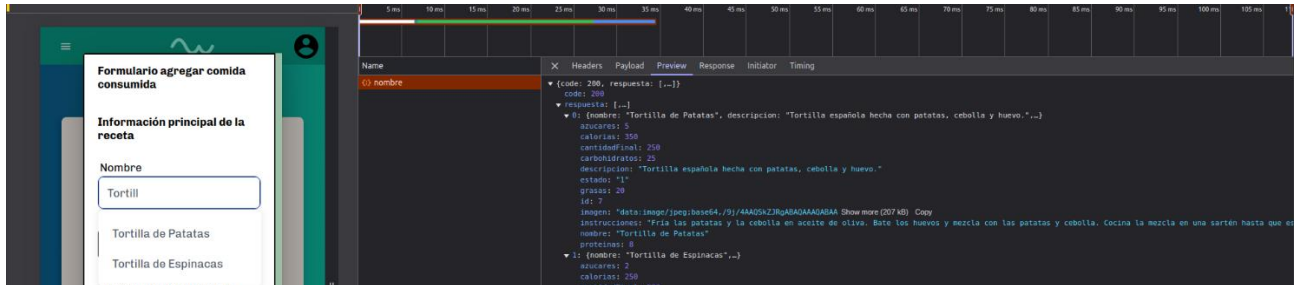 5 ms 10 ms 15 ms 20 ms 25 ms 30 ms 35 ms 40 ms 45 ms 50 ms 55 ms 60 ms 65 ms 70 ms 75 ms 80 ms 85 ms 90 ms 95 ms 100 ms 105 ms
Formulario agregar comida
consumida
Información principal de la
receta
Nombre
Tortill
Tortilla de Patatas
Tortilla de Espinacas
Name
nombre
Headers Payload Preview Response Initiator Timing
{code: 200, respuesta: [,…]}
code: 200
respuesta: [,…]
0: {nombre: "Tortilla de Patatas", descripcion: "Tortilla española hecha con patatas, cebolla y huevo.",…}
azucares: 5
calorias: 350
cantidadFinal: 250
carbohidratos: 25
descripcion: "Tortilla española hecha con patatas, cebolla y huevo."
estado: "1"
grasas: 20
id: 7
imagen: "data:image/jpeg;base64,/9j/4AAQSkZJRgABAQAAAQABAA Show more (207 kB) Copy
instrucciones: "Fría las patatas y la cebolla en aceite de oliva. Bate los huevos y mezcla con las patatas y cebolla. Cocina la mezcla en una sartén hasta que es
nombre: "Tortilla de Patatas"
proteinas: 8
1: {nombre: "Tortilla de Espinacas",…}
azucares: 2
calorias: 250